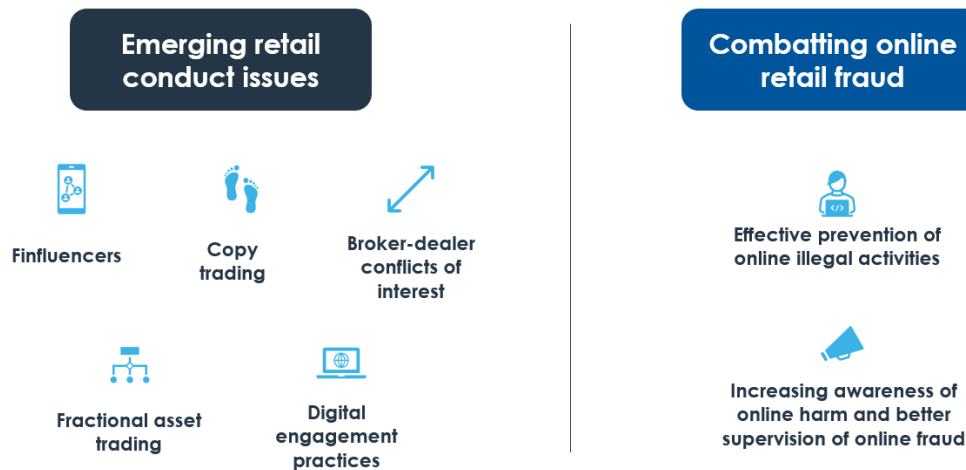 Emerging retail
conduct issues
Combatting online
retail fraud
Finfluencers
Copy
trading
Broker-dealer
conflicts of
interest
Fractional asset
trading
Digital
engagement
practices
Effective prevention of
online illegal activities
Increasing awareness of
online harm and better
supervision of online fraud